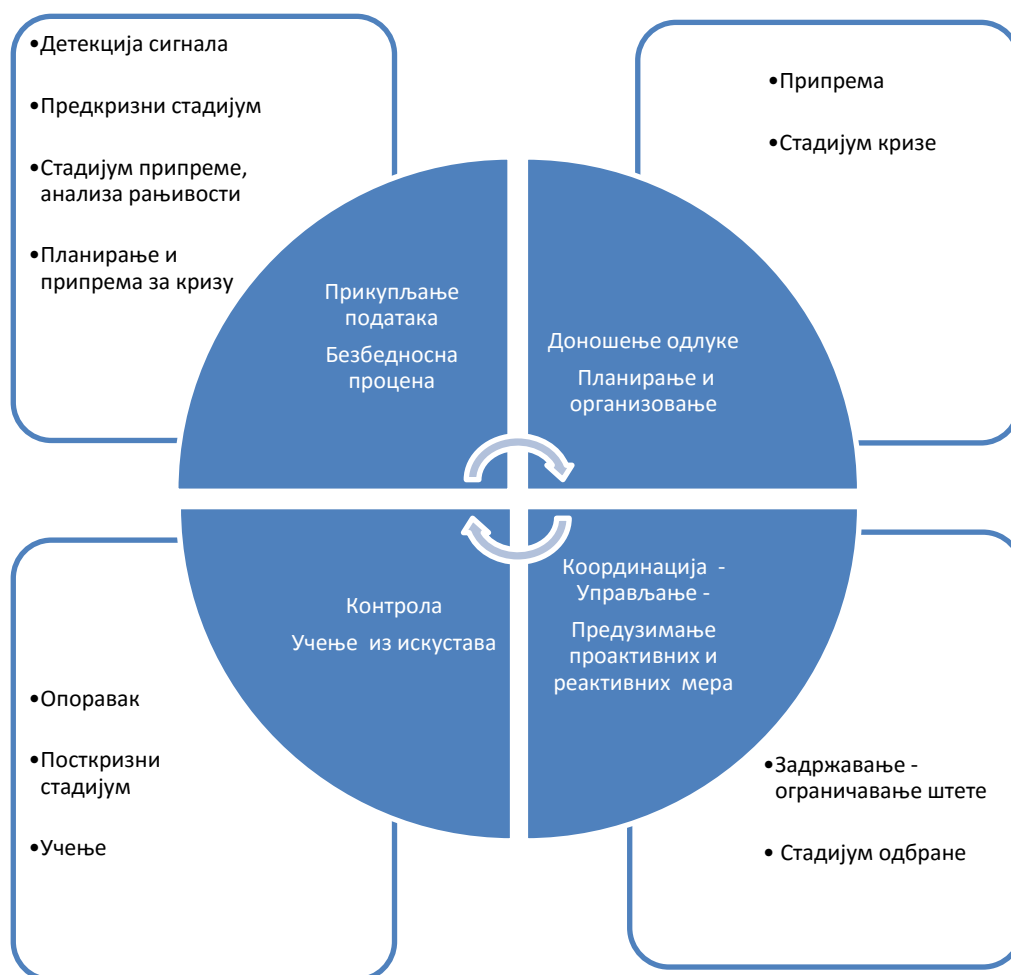 •Детекција сигнала
•Предкризни стадијум
•Стадијум припреме,
анализа рањивости
•Планирање и
припрема за кризу
•Припрема
•Стадијум кризе
Прикупљање
података
Безбедносна
процена
Доношење одлуке
Планирање и
организовање
Контрола
Учење из искустава
Координација -
Управљање -
Предузимање
проактивних и
реактивних мера
•Опоравак
•Посткризни
стадијум
•Учење
•Задржавање -
ограничавање штете
• Стадијум одбране